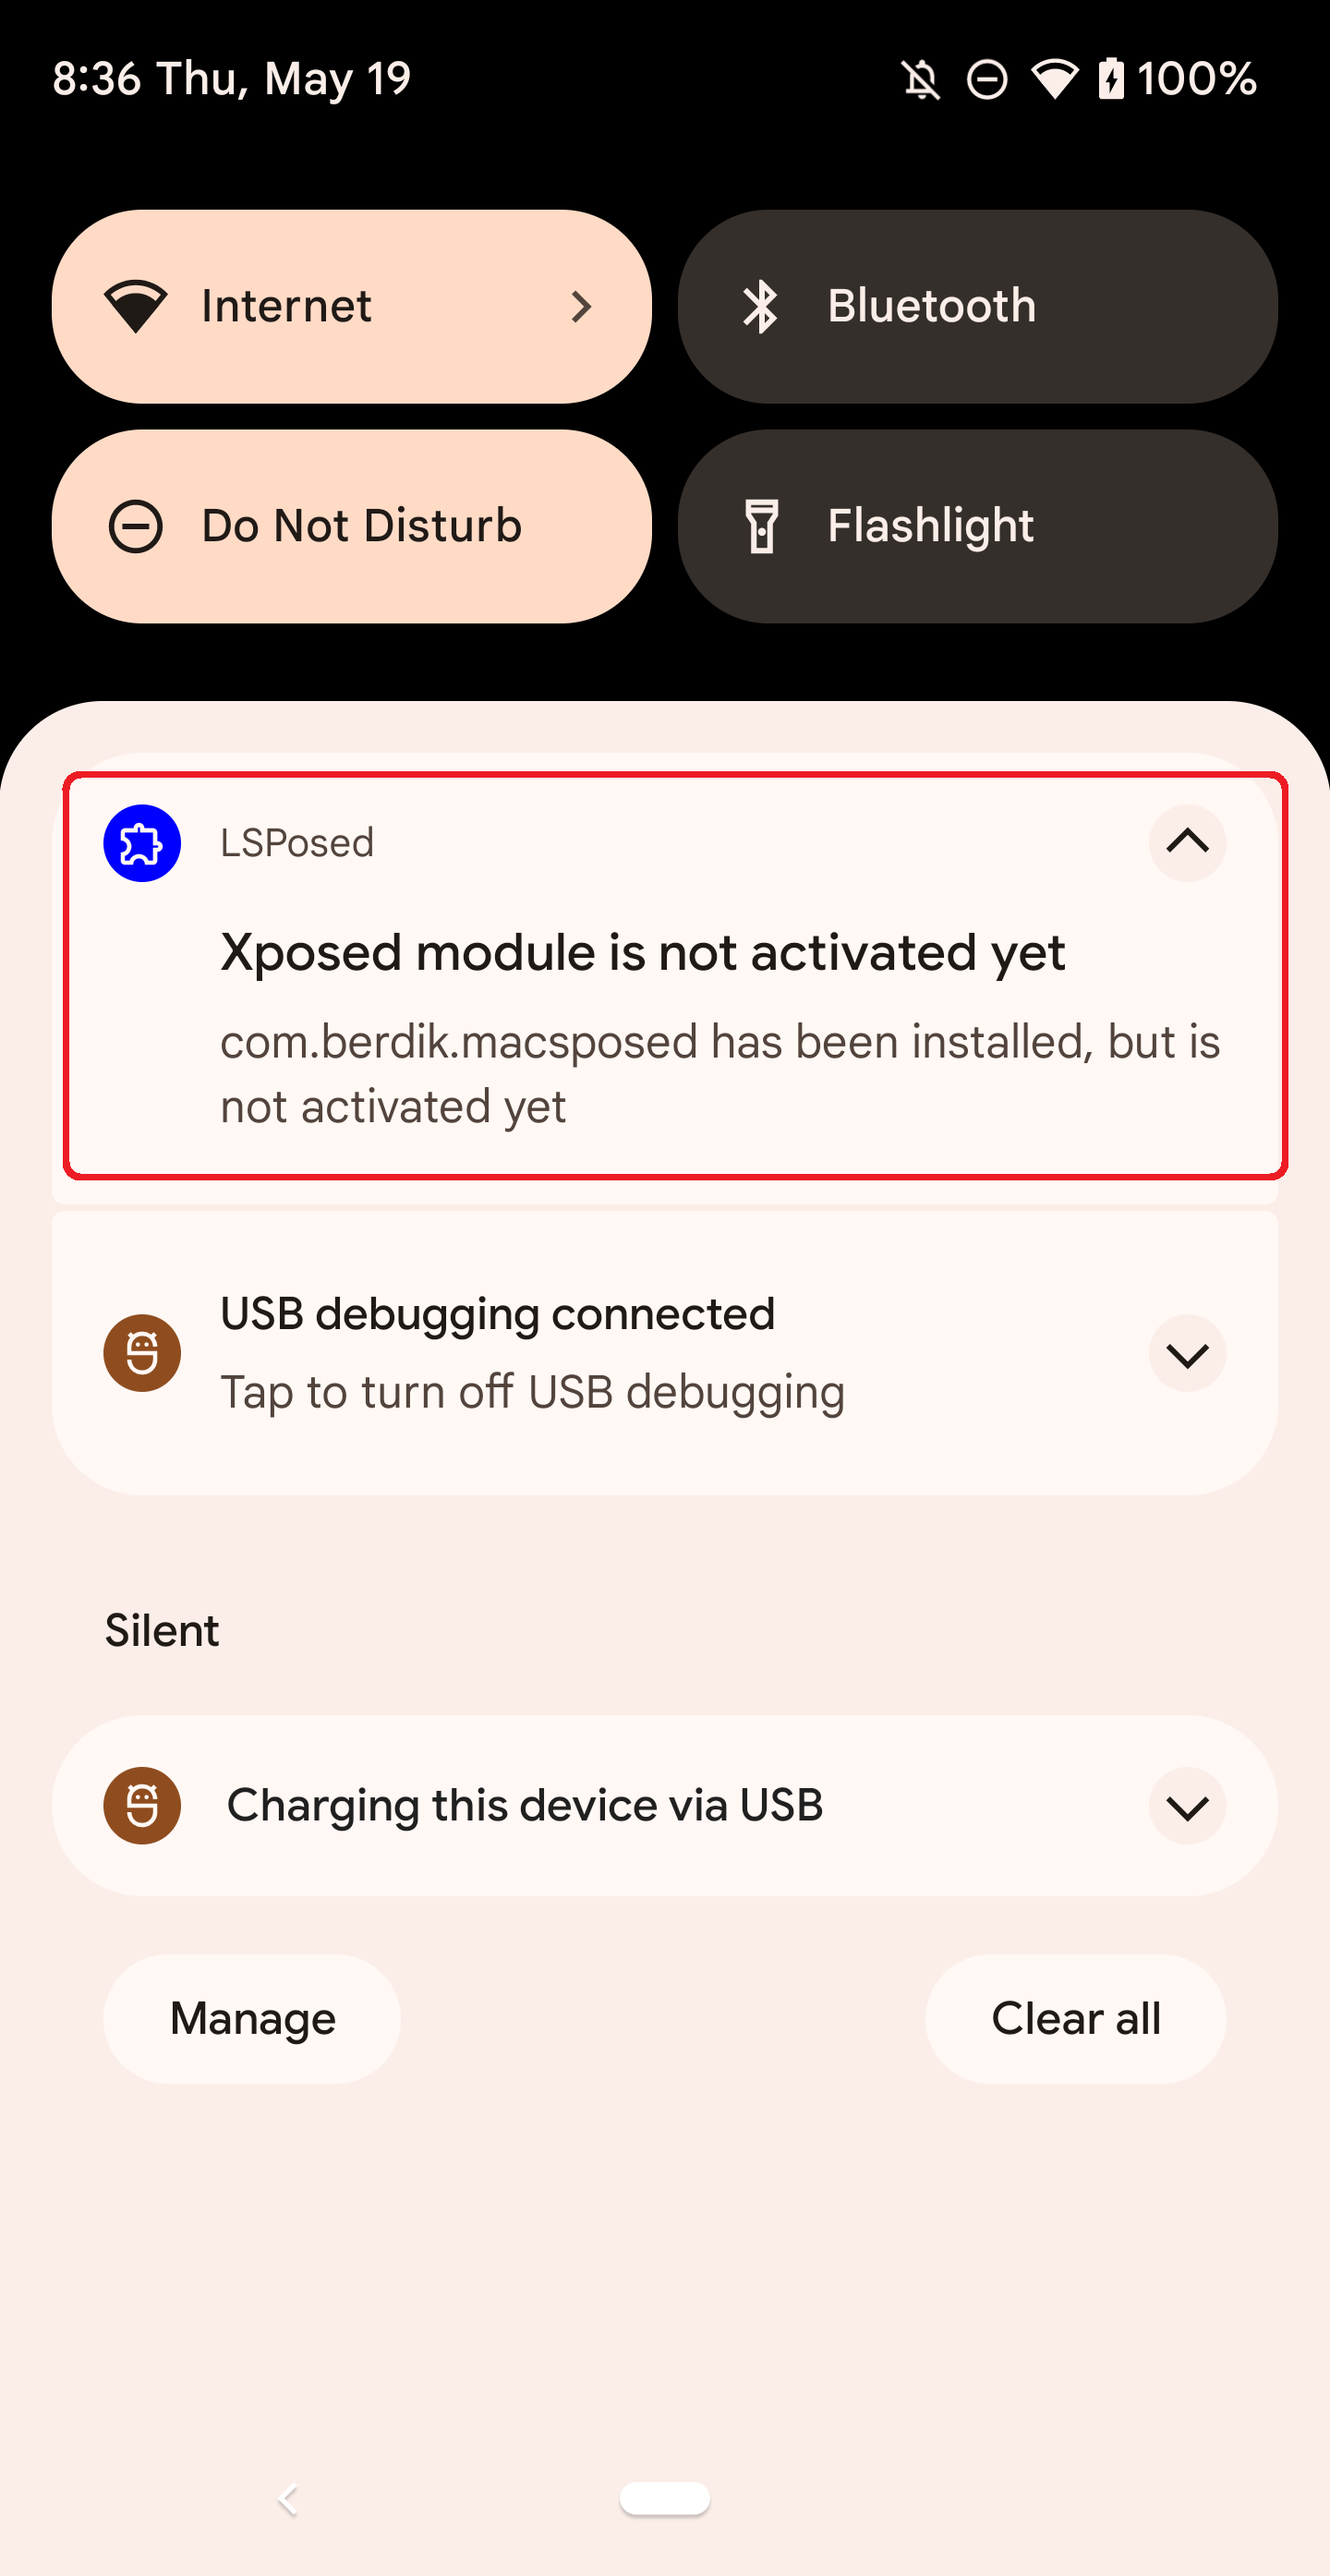 8:36 Thu, May 19
100%
Internet
Bluetooth
Do Not Disturb
Flashlight
LSPosed
Xposed module is not activated yet
com.berdik.macsposed has been installed, but is
not activated yet
USB debugging connected
Tap to turn off USB debugging
Silent
Charging this device via USB
Manage
Clear all